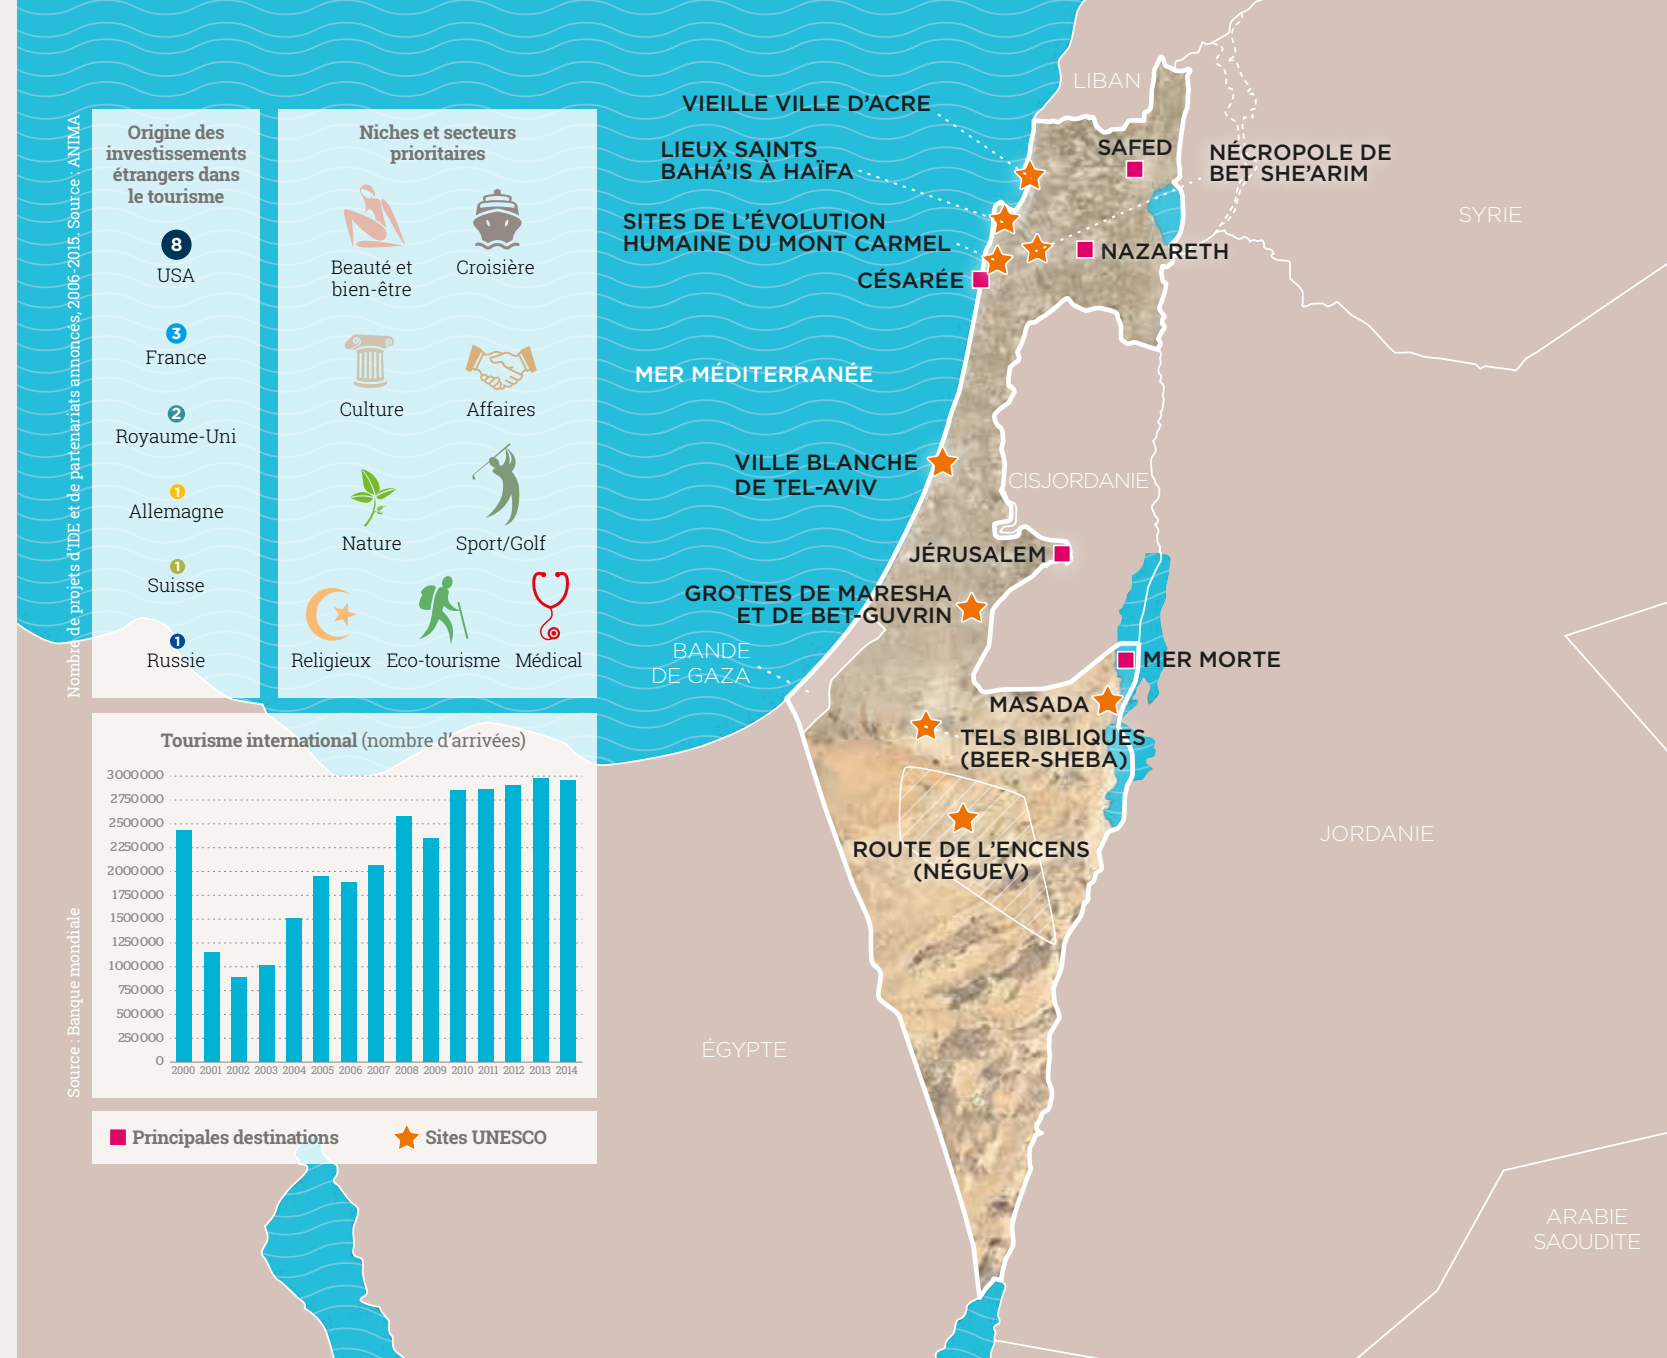 Nombre de projets d'IDE et de partenariats annoncés, 2006-2015. Source : ANIMA
Origine des
investissements
étrangers dans
le tourisme
8
USA
3
France
2
Royaume-Uni
1
Allemagne
1
Suisse
1
Russie
Niches et secteurs
prioritaires
Beauté et
bien-être
Croisière
Culture
Affaires
Nature
Sport/Golf
Religieux
Eco-tourisme
Médical
Source : Banque mondiale
Tourisme international (nombre d'arrivées)
3000000
2750000
2500000
2250000
2000000
1750000
1500000
1250000
1000000
750000
500000
250000
0
2000 2001 2002 2003 2004 2005 2006 2007 2008 2009 2010 2011 2012 2013 2014
Principales destinations
Sites UNESCO
LIBAN
VIEILLE VILLE D'ACRE
SAFED
LIEUX SAINTS
BAHÁ'IS À HAÏFA
NÉCROPOLE DE
BET SHE'ARIM
SYRIE
SITES DE L'ÉVOLUTION
HUMAINE DU MONT CARMEL
NAZARETH
CÉSARÉE
MER MÉDITERRANÉE
VILLE BLANCHE
DE TEL-AVIV
CISJORDANIE
JÉRUSALEM
GROTTES DE MARESHA
ET DE BET-GUVRIN
BANDE
DE GAZA
MER MORTE
MASADA
TELS BIBLIQUES
(BEER-SHEBA)
JORDANIE
ROUTE DE L'ENCENS
(NÉGUEV)
ÉGYPTE
ARABIE
SAOUDITE